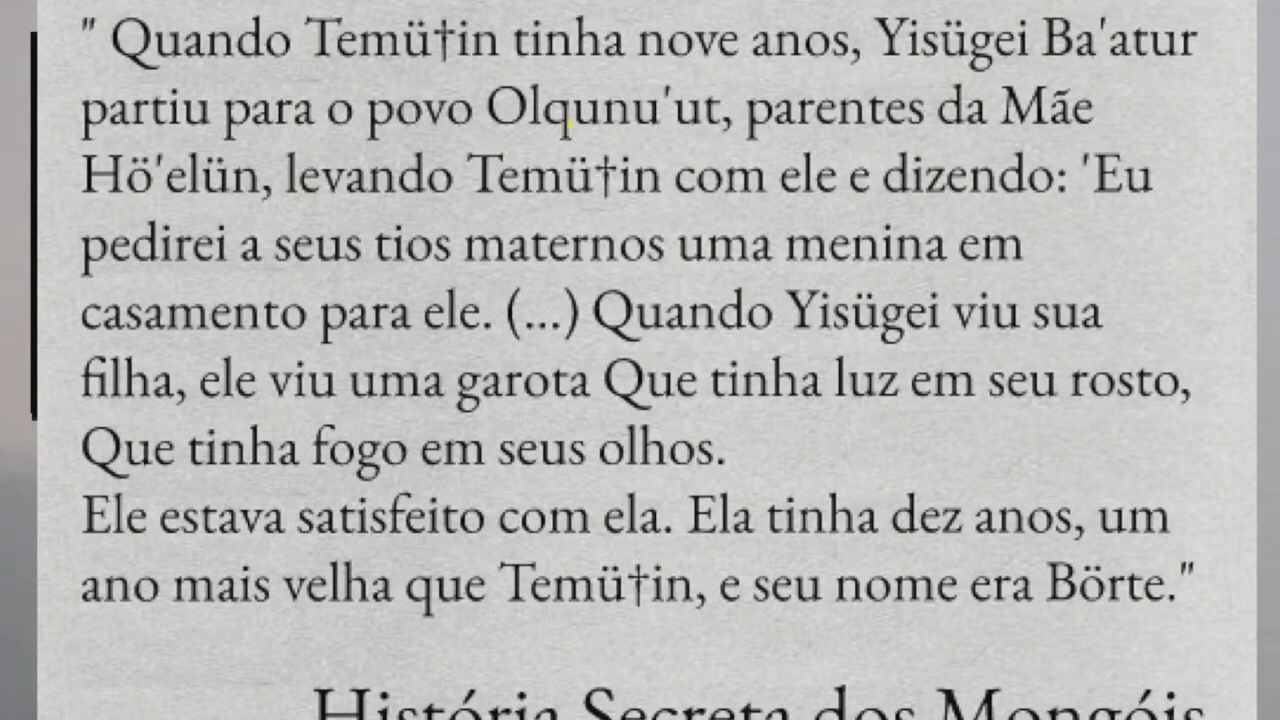 " Quando Temü†in tinha nove anos, Yisügei Ba'atur
partiu para o povo Olqunu'ut, parentes da Mãe
Hö'elün, levando Temü†in com ele e dizendo: 'Eu
pedirei a seus tios maternos uma menina em
casamento para ele. (...) Quando Yisügei viu sua
filha, ele viu uma garota Que tinha luz em seu rosto,
Que tinha fogo em seus olhos.
Ele estava satisfeito com ela. Ela tinha dez anos, um
ano mais velha que Temü†in, e seu nome era Börte."
História Secreta dos Mongóis